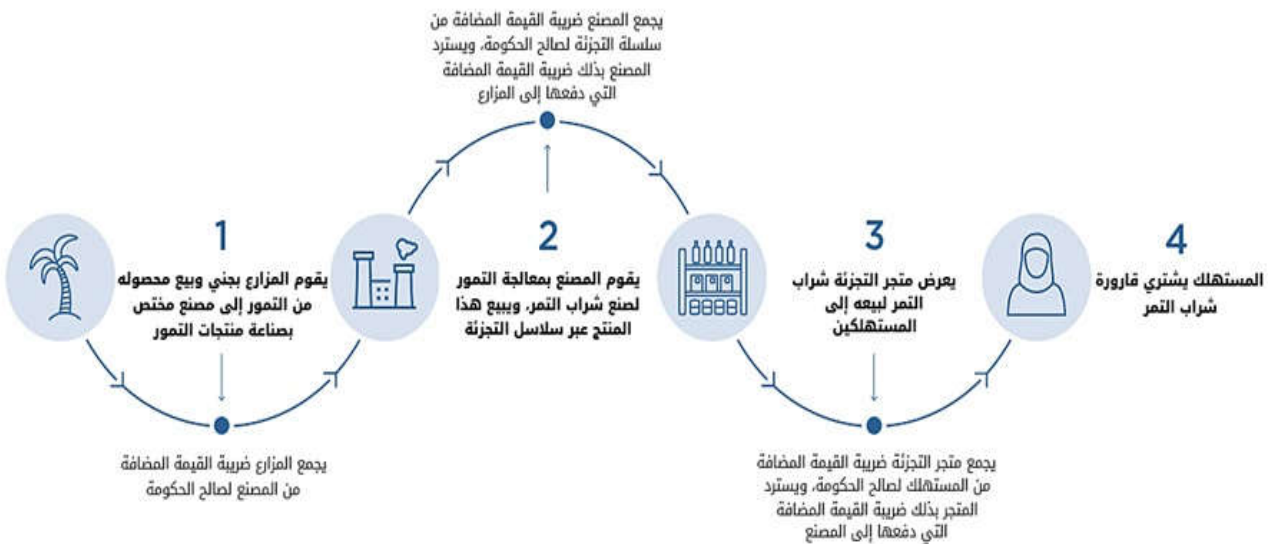 1
يقوم المزارع بجني وبيع محصوله
من التمور إلى مصنع مختص
بصناعة منتجات التمور
يجمع المزارع ضريبة القيمة المضافة
من المصنع لصالح الحكومة
يجمع المصنع ضريبة القيمة المضافة من
سلسلة التجزئة لصالح الحكومة، ويسترد
المصنع بذلك ضريبة القيمة المضافة
التي دفعها إلى المزارع
2
يقوم المصنع بمعالجة التمور
لصنع شراب التمر، ويبيع هذا
المنتج عبر سلاسل التجزئة
3
يعرض متجر التجزئة شراب
التمر لبيعه إلى
المستهلكين
يجمع متجر التجزئة ضريبة القيمة المضافة
من المستهلك لصالح الحكومة، ويسترد
المتجر بذلك ضريبة القيمة المضافة
التي دفعها إلى المصنع
4
المستهلك يشتري قارورة
شراب التمر